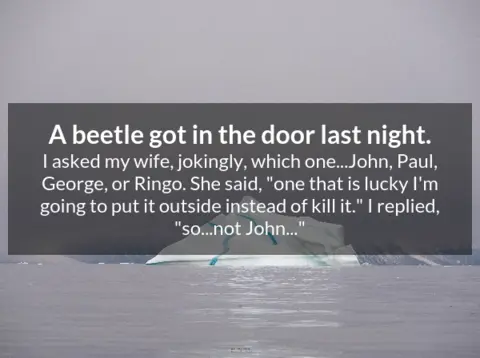 A beetle got in the door last night.
I asked my wife, jokingly, which one...John, Paul,
George, or Ringo. She said, "one that is lucky I'm
going to put it outside instead of kill it." I replied,
"so...not John..."